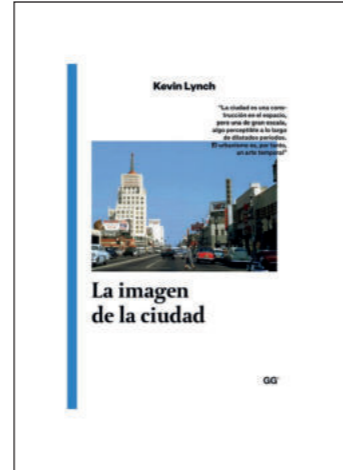 Kevin Lynch
"La ciudad es una cons-
trucción en el espacio,
pero una de gran escala,
algo perceptible a lo largo
de dilatados periodos.
El urbanismo es, por tanto,
un arte temporal"
La imagen
de la ciudad
GG